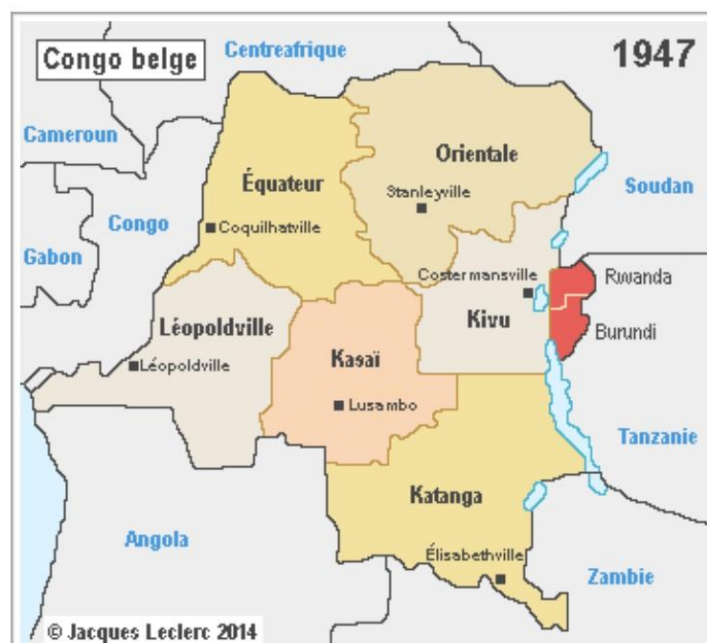 Centreafrique
Congo belge
1947
Cameroun
Orientale
Équateur
Stanleyville
Soudan
Congo
Coquilhatville
Gabon
Costermansville
Rwanda
Léopoldville
Kivu
Burundi
Kasaï
Léopoldville
Lusambo
Tanzanie
Katanga
Angola
Élisabethville
Zambie
© Jacques Leclerc 2014